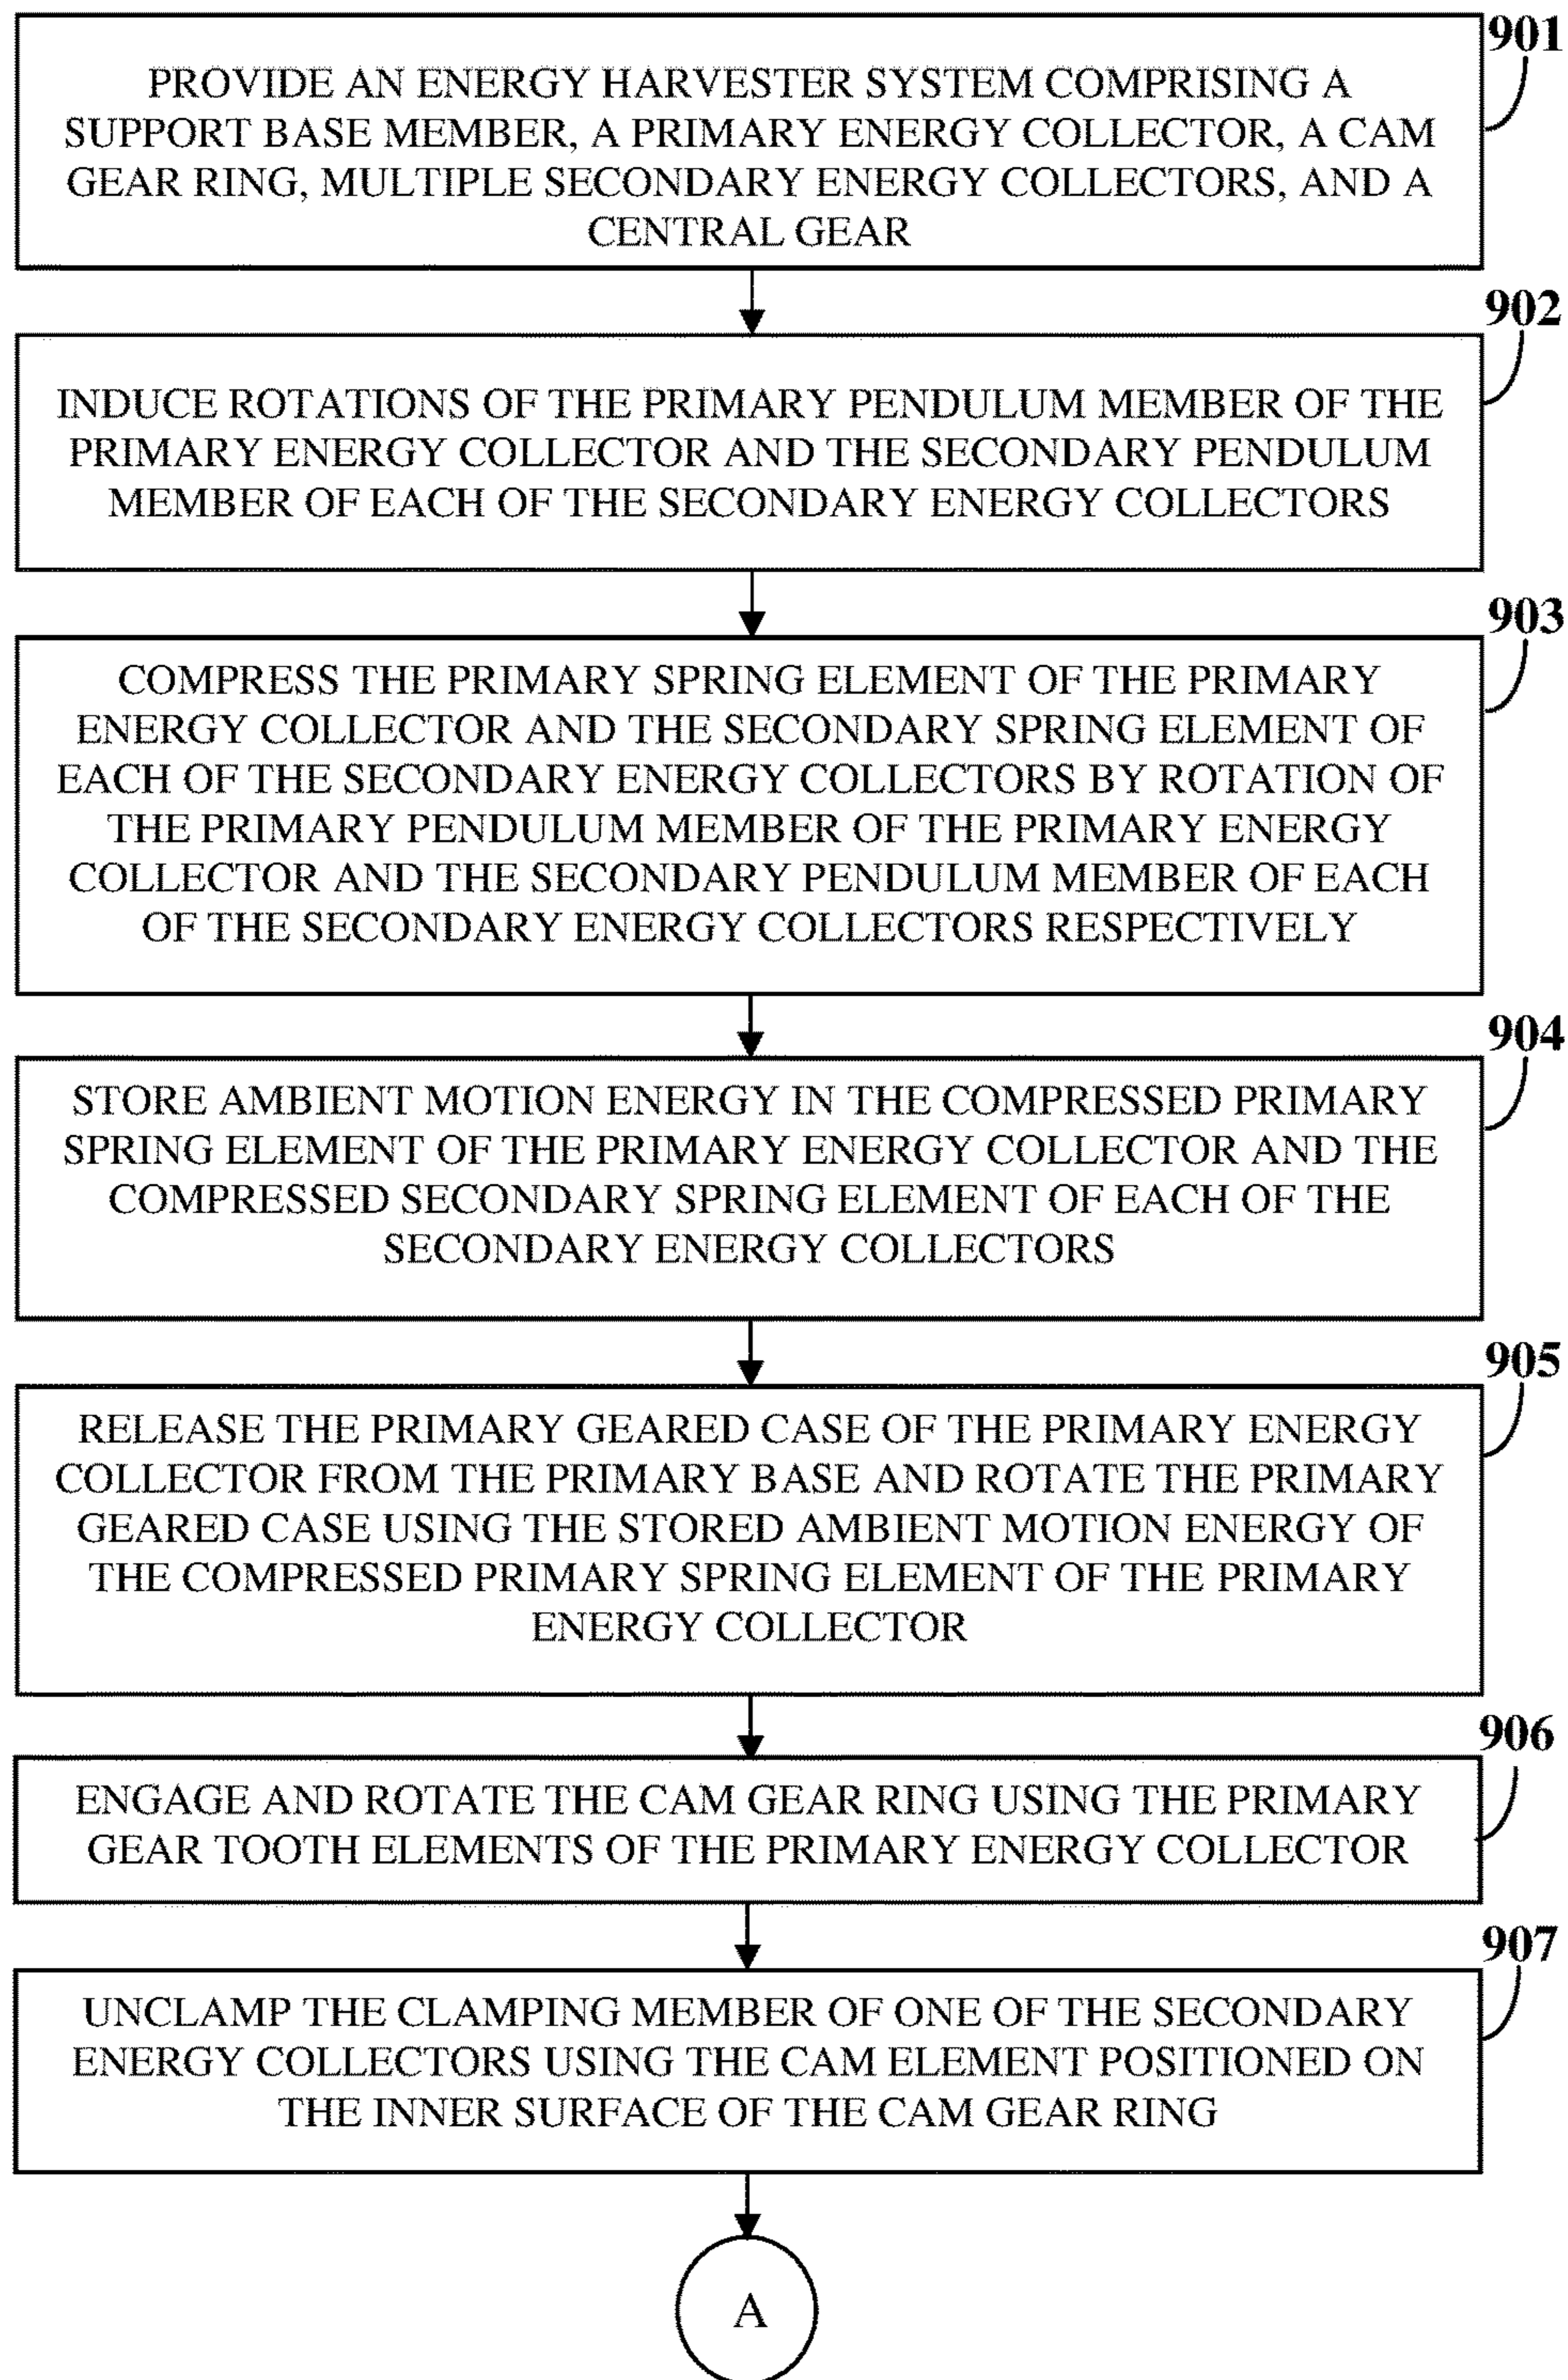 901
PROVIDE AN ENERGY HARVESTER SYSTEM COMPRISING A
SUPPORT BASE MEMBER, A PRIMARY ENERGY COLLECTOR, A CAM
GEAR RING, MULTIPLE SECONDARY ENERGY COLLECTORS, AND A
CENTRAL GEAR
902
INDUCE ROTATIONS OF THE PRIMARY PENDULUM MEMBER OF THE
PRIMARY ENERGY COLLECTOR AND THE SECONDARY PENDULUM
MEMBER OF EACH OF THE SECONDARY ENERGY COLLECTORS
903
COMPRESS THE PRIMARY SPRING ELEMENT OF THE PRIMARY
ENERGY COLLECTOR AND THE SECONDARY SPRING ELEMENT OF
EACH OF THE SECONDARY ENERGY COLLECTORS BY ROTATION OF
THE PRIMARY PENDULUM MEMBER OF THE PRIMARY ENERGY
COLLECTOR AND THE SECONDARY PENDULUM MEMBER OF EACH
OF THE SECONDARY ENERGY COLLECTORS RESPECTIVELY
904
STORE AMBIENT MOTION ENERGY IN THE COMPRESSED PRIMARY
SPRING ELEMENT OF THE PRIMARY ENERGY COLLECTOR AND THE
COMPRESSED SECONDARY SPRING ELEMENT OF EACH OF THE
SECONDARY ENERGY COLLECTORS
905
RELEASE THE PRIMARY GEARED CASE OF THE PRIMARY ENERGY
COLLECTOR FROM THE PRIMARY BASE AND ROTATE THE PRIMARY
GEARED CASE USING THE STORED AMBIENT MOTION ENERGY OF
THE COMPRESSED PRIMARY SPRING ELEMENT OF THE PRIMARY
ENERGY COLLECTOR
906
ENGAGE AND ROTATE THE CAM GEAR RING USING THE PRIMARY
GEAR TOOTH ELEMENTS OF THE PRIMARY ENERGY COLLECTOR
907
UNCLAMP THE CLAMPING MEMBER OF ONE OF THE SECONDARY
ENERGY COLLECTORS USING THE CAM ELEMENT POSITIONED ON
THE INNER SURFACE OF THE CAM GEAR RING
A